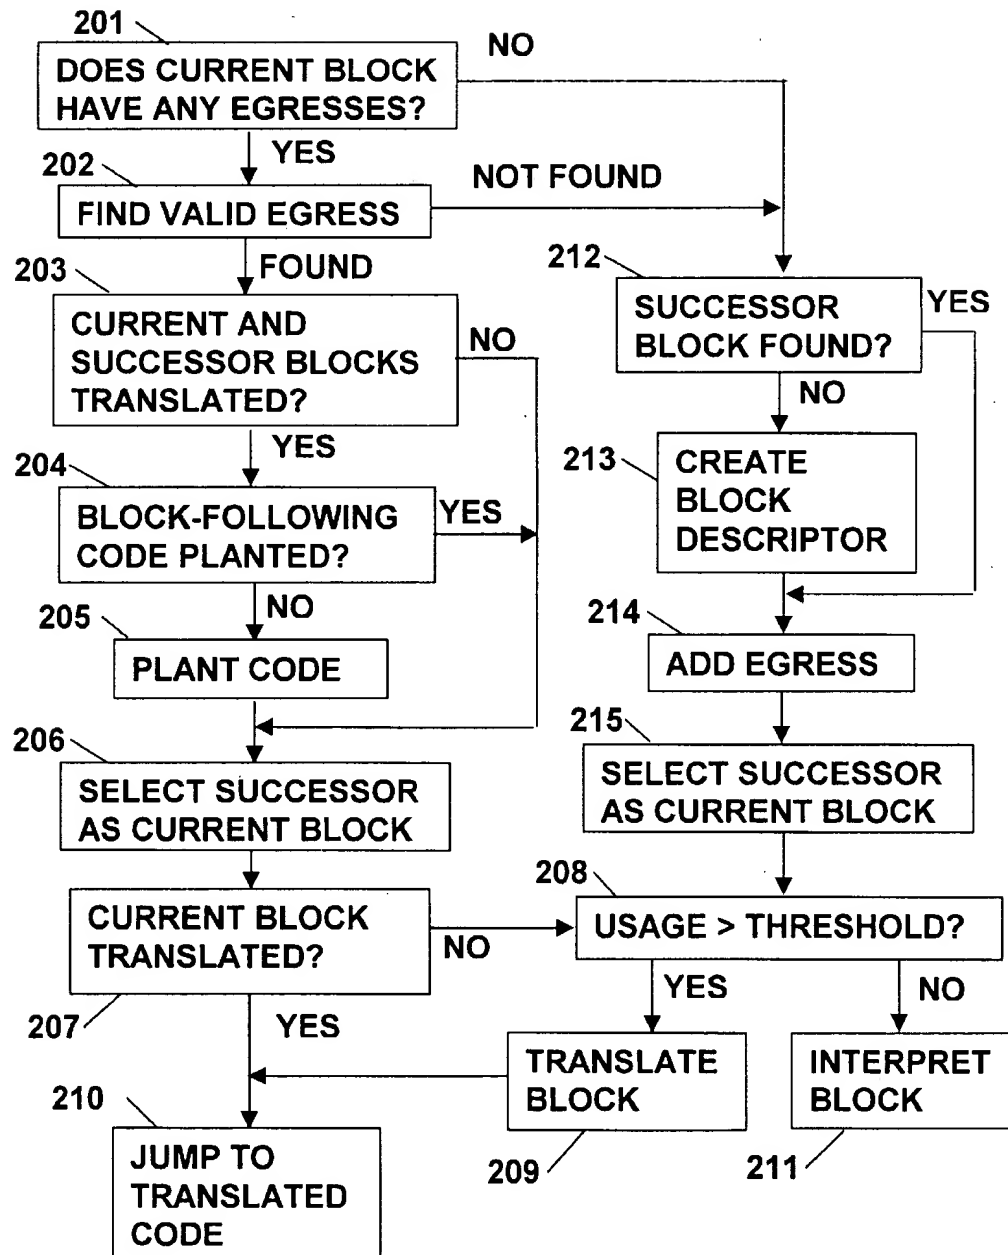 201
NO
DOES CURRENT BLOCK
HAVE ANY EGRESSES?
YES
202
NOT FOUND
FIND VALID EGRESS
FOUND
203
CURRENT AND
SUCCESSOR BLOCKS
TRANSLATED?
NO
YES
204
BLOCK-FOLLOWING
CODE PLANTED?
YES
NO
205
PLANT CODE
206
SELECT SUCCESSOR
AS CURRENT BLOCK
CURRENT BLOCK
TRANSLATED?
NO
207
YES
210
JUMP TO
TRANSLATED
CODE
212
SUCCESSOR
BLOCK FOUND?
YES
NO
213
CREATE
BLOCK
DESCRIPTOR
214
ADD EGRESS
215
SELECT SUCCESSOR
AS CURRENT BLOCK
208
USAGE > THRESHOLD?
YES
NO
TRANSLATE
BLOCK
209
INTERPRET
BLOCK
211